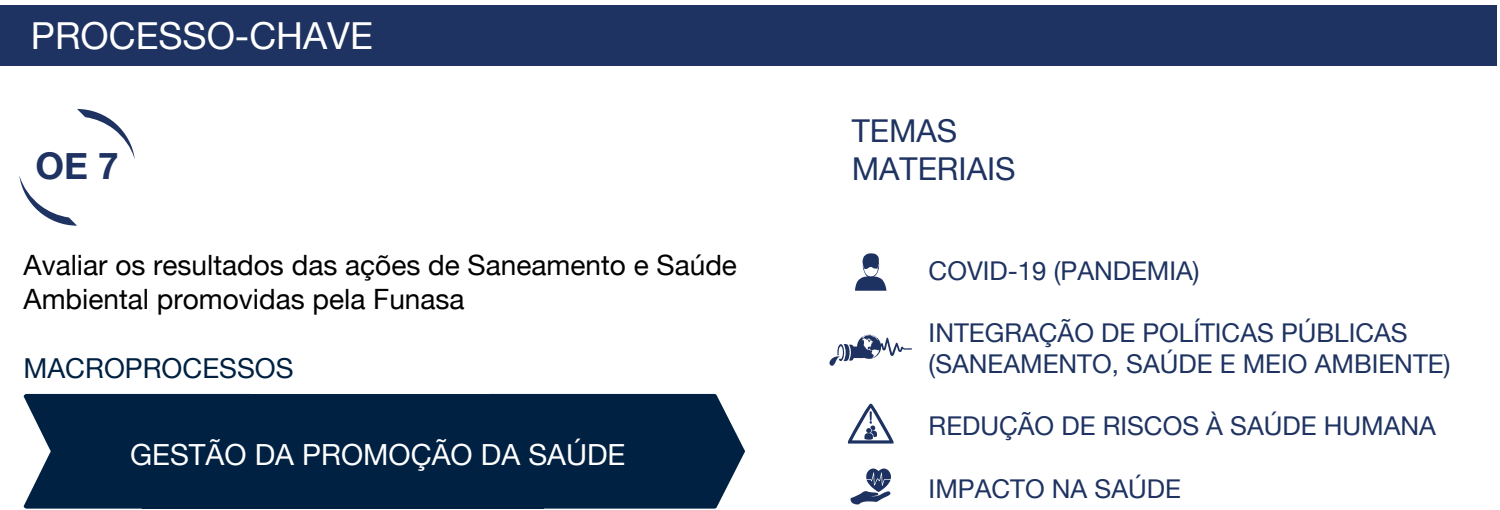 PROCESSO-CHAVE
OE 7
Avaliar os resultados das ações de Saneamento e Saúde
Ambiental promovidas pela Funasa
MACROPROCESSOS
GESTÃO DA PROMOÇÃO DA SAÚDE
TEMAS
MATERIAIS
COVID-19 (PANDEMIA)
INTEGRAÇÃO DE POLÍTICAS PÚBLICAS
(SANEAMENTO, SAÚDE E MEIO AMBIENTE)
REDUÇÃO DE RISCOS À SAÚDE HUMANA
IMPACTO NA SAÚDE